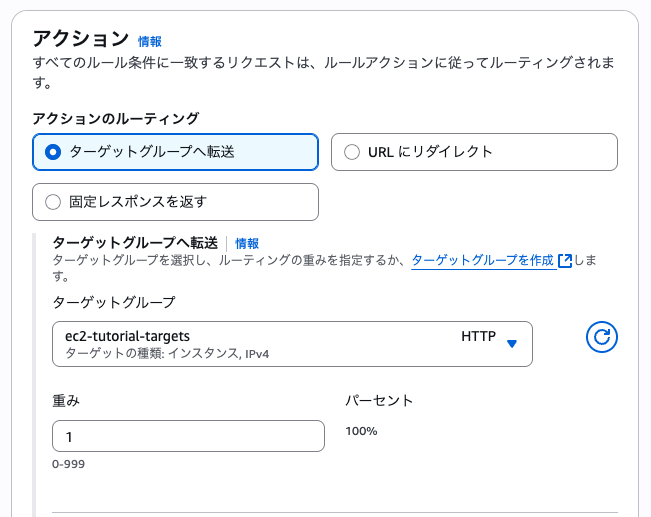 アクション 情報
すべてのルール条件に一致するリクエストは、ルールアクションに従ってルーティングされま
す。
アクションのルーティング
ターゲットグループへ転送
URL にリダイレクト
固定レスポンスを返す
ターゲットグループへ転送 情報
ターゲットグループを選択し、ルーティングの重みを指定するか、ターゲットグループを作成しま
す。
ターゲットグループ
ec2-tutorial-targets HTTP
ターゲットの種類: インスタンス, IPv4
重み パーセント
1 100%
0-999